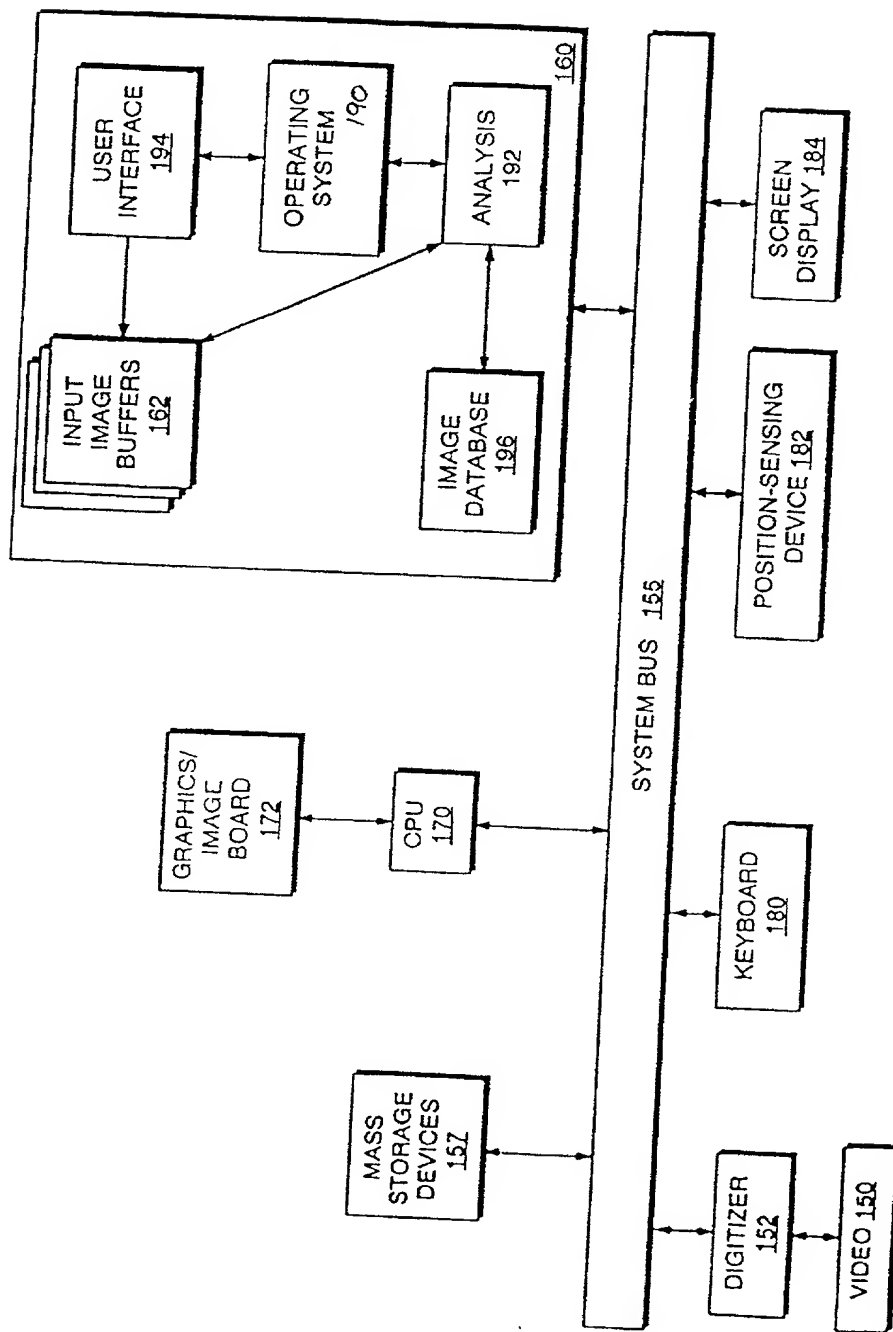 160
USER
INTERFACE
194
OPERATING
SYSTEM 190
ANALYSIS
192
INPUT
IMAGE
BUFFERS
162
IMAGE
DATABASE
196
GRAPHICS/
IMAGE
BOARD
172
CPU
170
MASS
STORAGE
DEVICES
157
SYSTEM BUS 155
SCREEN
DISPLAY 184
POSITION-SENSING
DEVICE 182
KEYBOARD
180
DIGITIZER
152
VIDEO 150